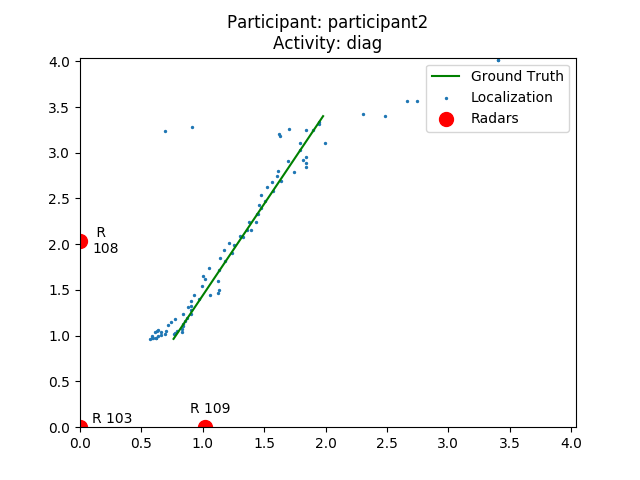 Participant: participant2
Activity: diag
4.0
3.5
3.0
2.5
2.0
1.5
1.0
0.5
0.0
Ground Truth
Localization
Radars
R
108
R 103
R 109
0.0 0.5 1.0 1.5 2.0 2.5 3.0 3.5 4.0